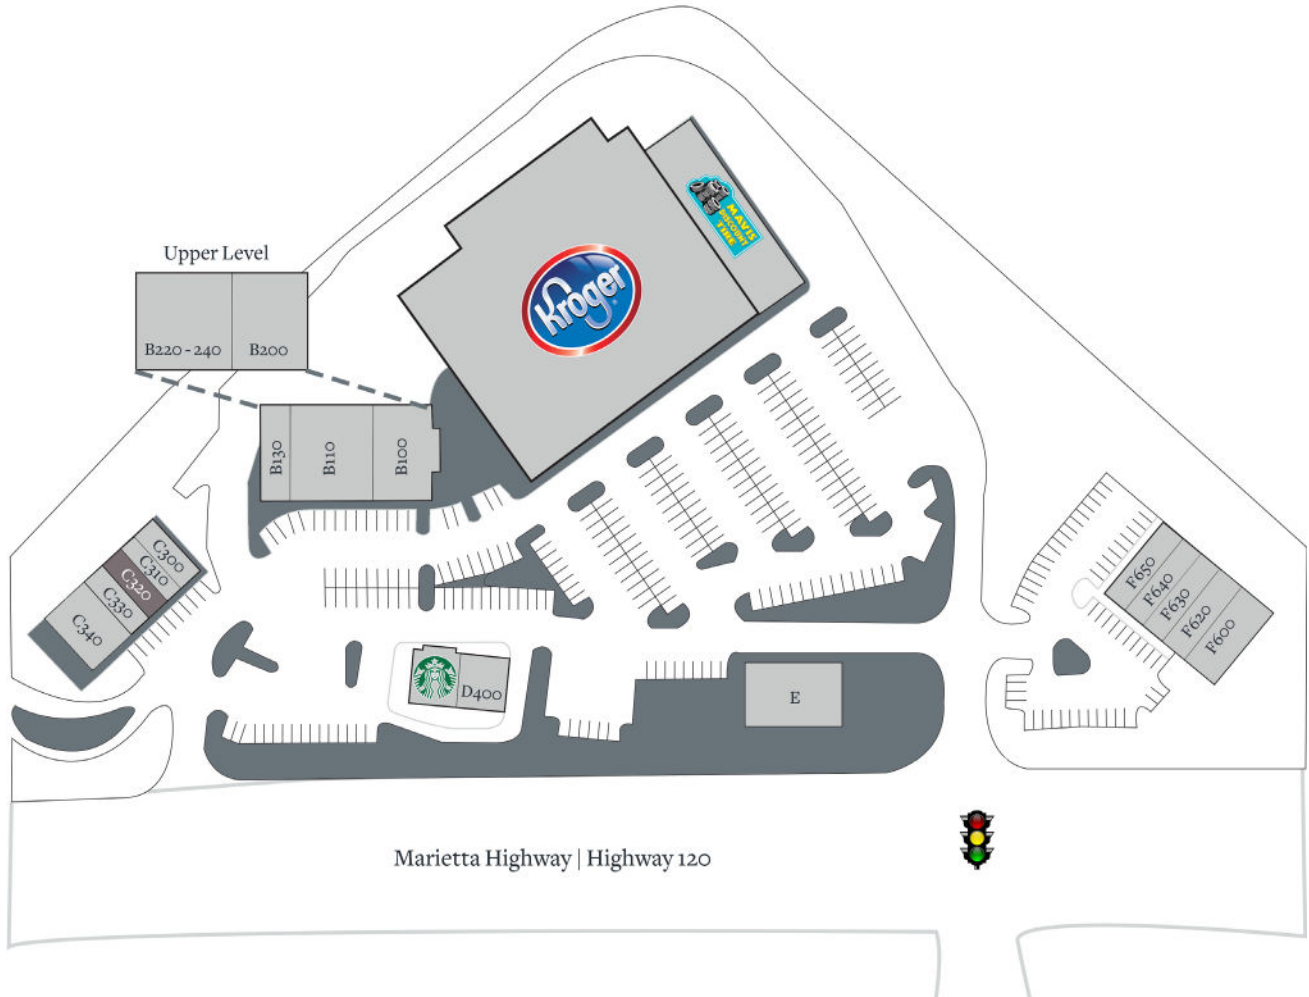 MAVIS
DISCOUNT
TIRE
Kroger
Upper Level
B220 - 240
B200
B130
B110
B100
C300
C310
C320
C330
C340
D400
E
F650
F640
F630
F620
F600
Marietta Highway | Highway 120